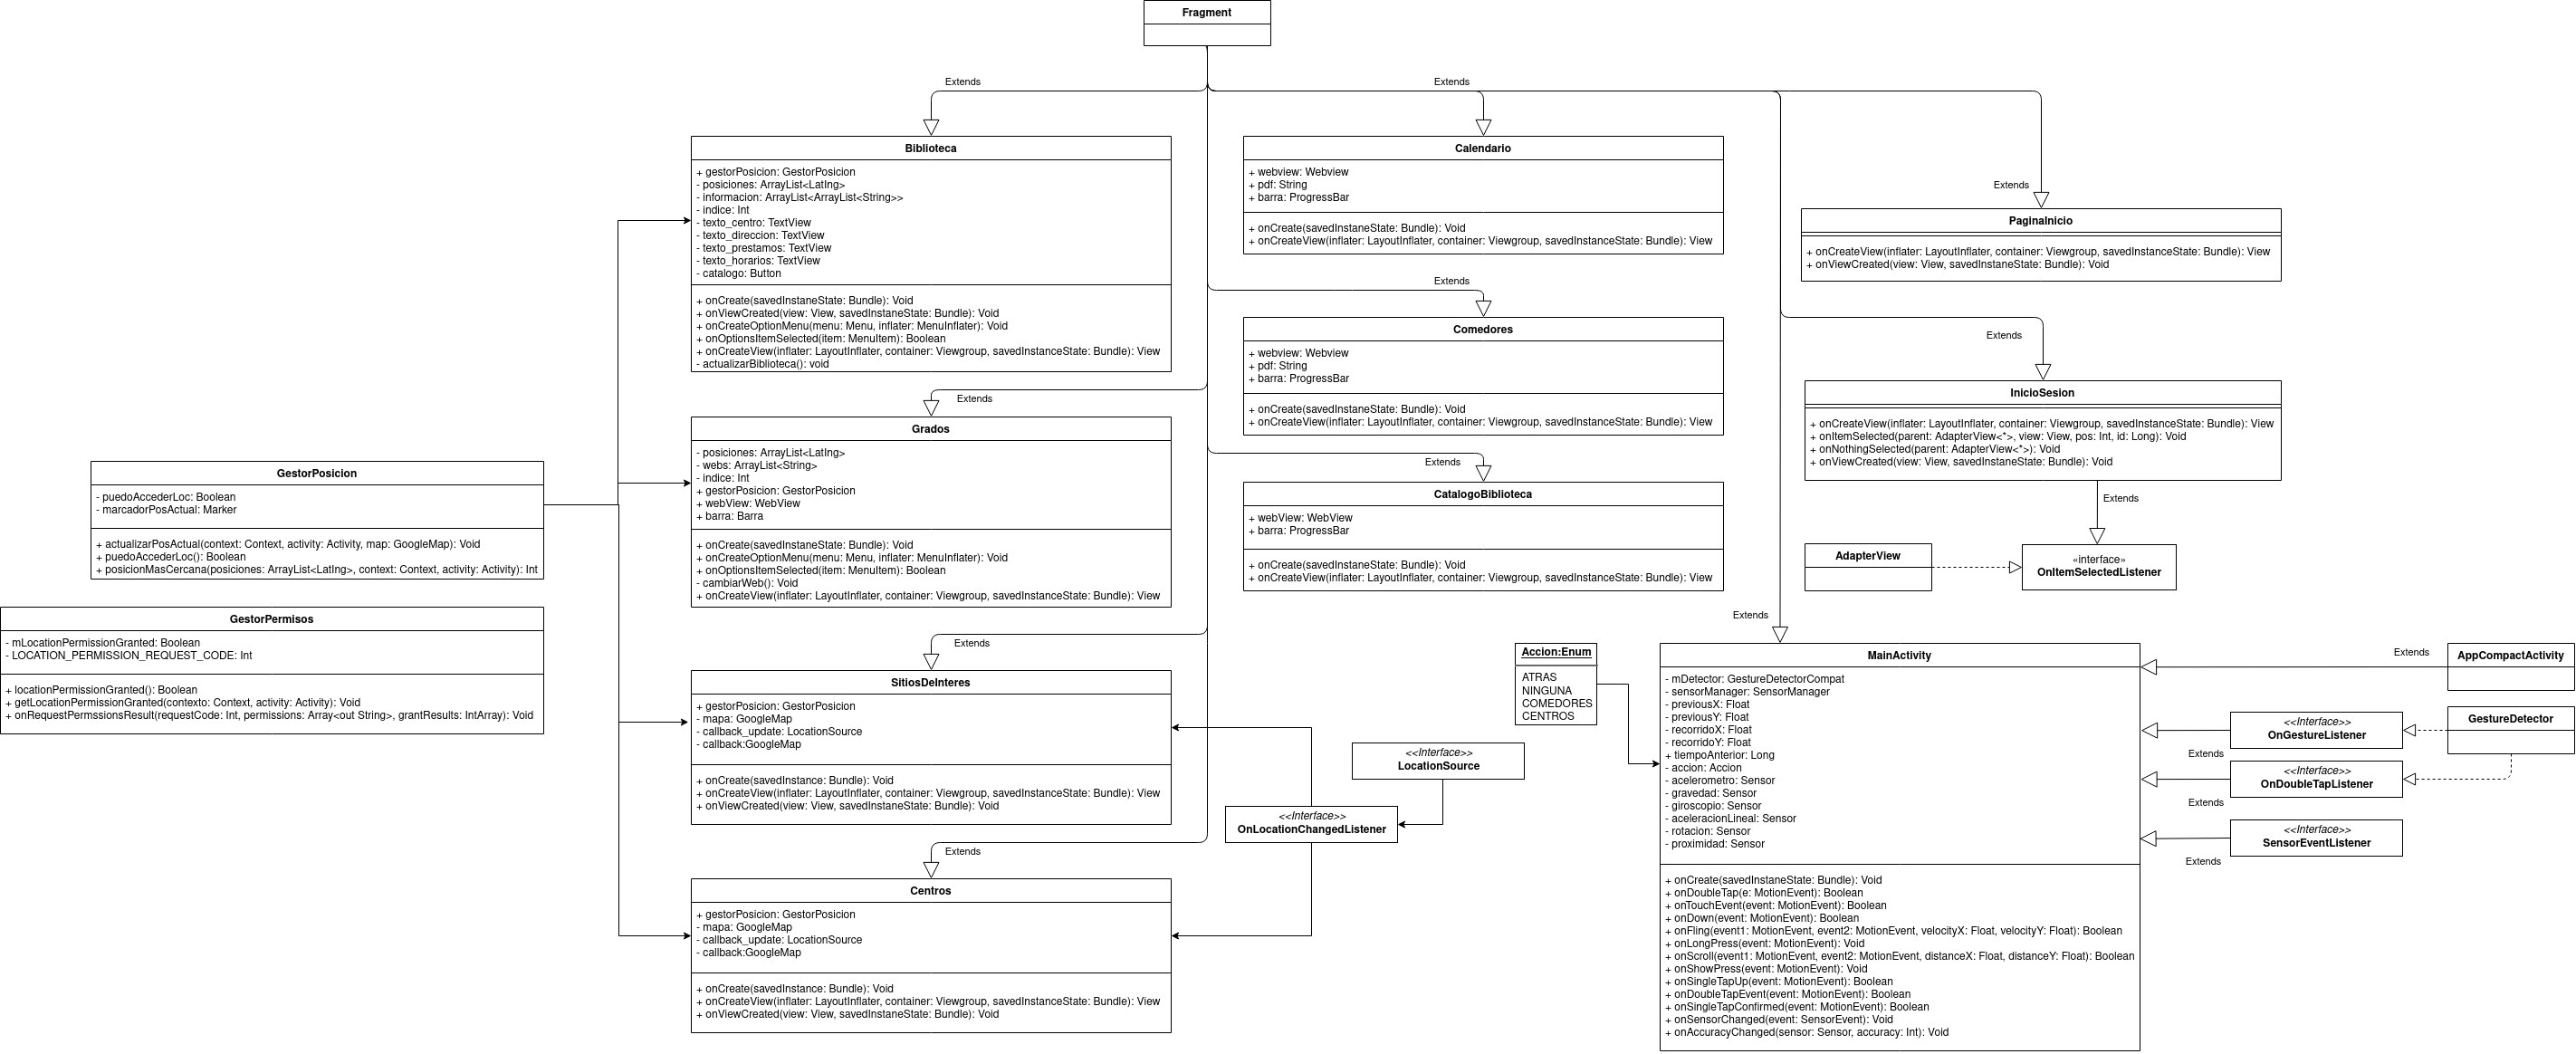 Fragment
Extends
Extends
Biblioteca
+ gestorPosicion: GestorPosicion
- posiciones: ArrayList<LatIng>
- informacion: ArrayList<ArrayList<String>>
- indice: Int
- texto_centro: TextView
- texto_direccion: TextView
- texto_prestamos: TextView
- texto_horarios: TextView
- catalogo: Button
+ onCreate(savedInstaneState: Bundle): Void
+ onViewCreated(view: View, savedInstaneState: Bundle): Void
+ onCreateOptionMenu(menu: Menu, inflater: MenuInflater): Void
+ onOptionsItemSelected(item: MenuItem): Boolean
+ onCreateView(inflater: LayoutInflater, container: Viewgroup, savedInstanceState: Bundle): View
- actualizarBiblioteca(): void
Calendario
+ webview: Webview
+ pdf: String
+ barra: ProgressBar
+ onCreate(savedInstaneState: Bundle): Void
+ onCreateView(inflater: LayoutInflater, container: Viewgroup, savedInstanceState: Bundle): View
Extends
PaginaInicio
+ onCreateView(inflater: LayoutInflater, container: Viewgroup, savedInstanceState: Bundle): View
+ onViewCreated(view: View, savedInstaneState: Bundle): Void
Extends
Comedores
+ webview: Webview
+ pdf: String
+ barra: ProgressBar
+ onCreate(savedInstaneState: Bundle): Void
+ onCreateView(inflater: LayoutInflater, container: Viewgroup, savedInstanceState: Bundle): View
Extends
InicioSesion
+ onCreateView(inflater: LayoutInflater, container: Viewgroup, savedInstanceState: Bundle): View
+ onItemSelected(parent: AdapterView<*>, view: View, pos: Int, id: Long): Void
+ onNothingSelected(parent: AdapterView<*>): Void
+ onViewCreated(view: View, savedInstaneState: Bundle): Void
Extends
Grados
- posiciones: ArrayList<LatIng>
- webs: ArrayList<String>
- indice: Int
+ gestorPosicion: GestorPosicion
+ webView: WebView
+ barra: Barra
+ onCreate(savedInstaneState: Bundle): Void
+ onCreateOptionMenu(menu: Menu, inflater: MenuInflater): Void
+ onOptionsItemSelected(item: MenuItem): Boolean
- cambiarWeb(): Void
+ onCreateView(inflater: LayoutInflater, container: Viewgroup, savedInstanceState: Bundle): View
Extends
CatalogoBiblioteca
+ webView: WebView
+ barra: ProgressBar
+ onCreate(savedInstaneState: Bundle): Void
+ onCreateView(inflater: LayoutInflater, container: Viewgroup, savedInstanceState: Bundle): View
Extends
AdapterView
«interface»
OnItemSelectedListener
GestorPosicion
- puedoAccederLoc: Boolean
- marcadorPosActual: Marker
+ actualizarPosActual(context: Context, activity: Activity, map: GoogleMap): Void
+ puedoAccederLoc(): Boolean
+ posicionMasCercana(posiciones: ArrayList<LatIng>, context: Context, activity: Activity): Int
GestorPermisos
- mLocationPermissionGranted: Boolean
- LOCATION_PERMISSION_REQUEST_CODE: Int
+ locationPermissionGranted(): Boolean
+ getLocationPermissionGranted(contexto: Context, activity: Activity): Void
+ onRequestPermssionsResult(requestCode: Int, permissions: Array<out String>, grantResults: IntArray): Void
Extends
SitiosDeInteres
+ gestorPosicion: GestorPosicion
- mapa: GoogleMap
- callback_update: LocationSource
- callback:GoogleMap
+ onCreate(savedInstance: Bundle): Void
+ onCreateView(inflater: LayoutInflater, container: Viewgroup, savedInstanceState: Bundle): View
+ onViewCreated(view: View, savedInstaneState: Bundle): Void
Extends
Centros
+ gestorPosicion: GestorPosicion
- mapa: GoogleMap
- callback_update: LocationSource
- callback:GoogleMap
+ onCreate(savedInstance: Bundle): Void
+ onCreateView(inflater: LayoutInflater, container: Viewgroup, savedInstanceState: Bundle): View
+ onViewCreated(view: View, savedInstaneState: Bundle): Void
Accion:Enum
ATRAS
NINGUNA
COMEDORES
CENTROS
<<Interface>>
LocationSource
<<Interface>>
OnLocationChangedListener
Extends
MainActivity
- mDetector: GestureDetectorCompat
- sensorManager: SensorManager
- previousX: Float
- previousY: Float
- recorridoX: Float
- recorridoY: Float
+ tiempoAnterior: Long
- accion: Accion
- acelerometro: Sensor
- gravedad: Sensor
- giroscopio: Sensor
- aceleracionLineal: Sensor
- rotacion: Sensor
- proximidad: Sensor
+ onCreate(savedInstaneState: Bundle): Void
+ onDoubleTap(e: MotionEvent): Boolean
+ onTouchEvent(event: MotionEvent): Boolean
+ onDown(event: MotionEvent): Boolean
+ onFling(event1: MotionEvent, event2: MotionEvent, velocityX: Float, velocityY: Float): Boolean
+ onLongPress(event: MotionEvent): Void
+ onScroll(event1: MotionEvent, event2: MotionEvent, distanceX: Float, distanceY: Float): Boolean
+ onShowPress(event: MotionEvent): Void
+ onSingleTapUp(event: MotionEvent): Boolean
+ onDoubleTapEvent(event: MotionEvent): Boolean
+ onSingleTapConfirmed(event: MotionEvent): Boolean
+ onSensorChanged(event: SensorEvent): Void
+ onAccuracyChanged(sensor: Sensor, accuracy: Int): Void
Extends
AppCompactActivity
<<Interface>>
OnGestureListener
GestureDetector
Extends
<<Interface>>
OnDoubleTapListener
Extends
<<Interface>>
SensorEventListener
Extends